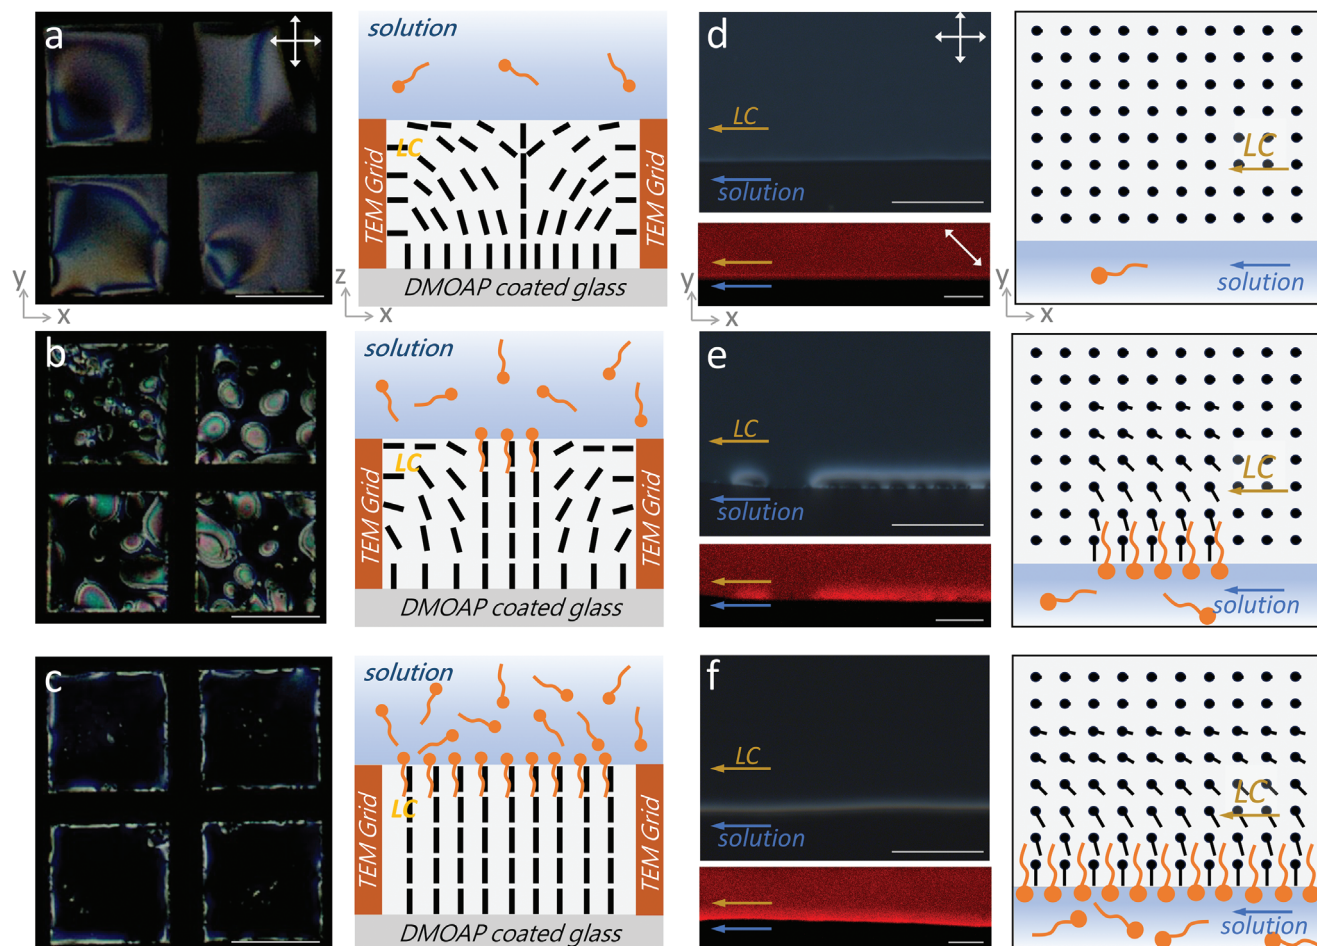 a
solution
LC
TEM Grid
TEM Grid
DMOAP coated glass
y
x
z
x
d
LC
solution
y
x
LC
solution
y
x
b
solution
LC
TEM Grid
TEM Grid
DMOAP coated glass
e
LC
solution
LC
solution
c
solution
LC
TEM Grid
TEM Grid
DMOAP coated glass
f
LC
solution
LC
solution